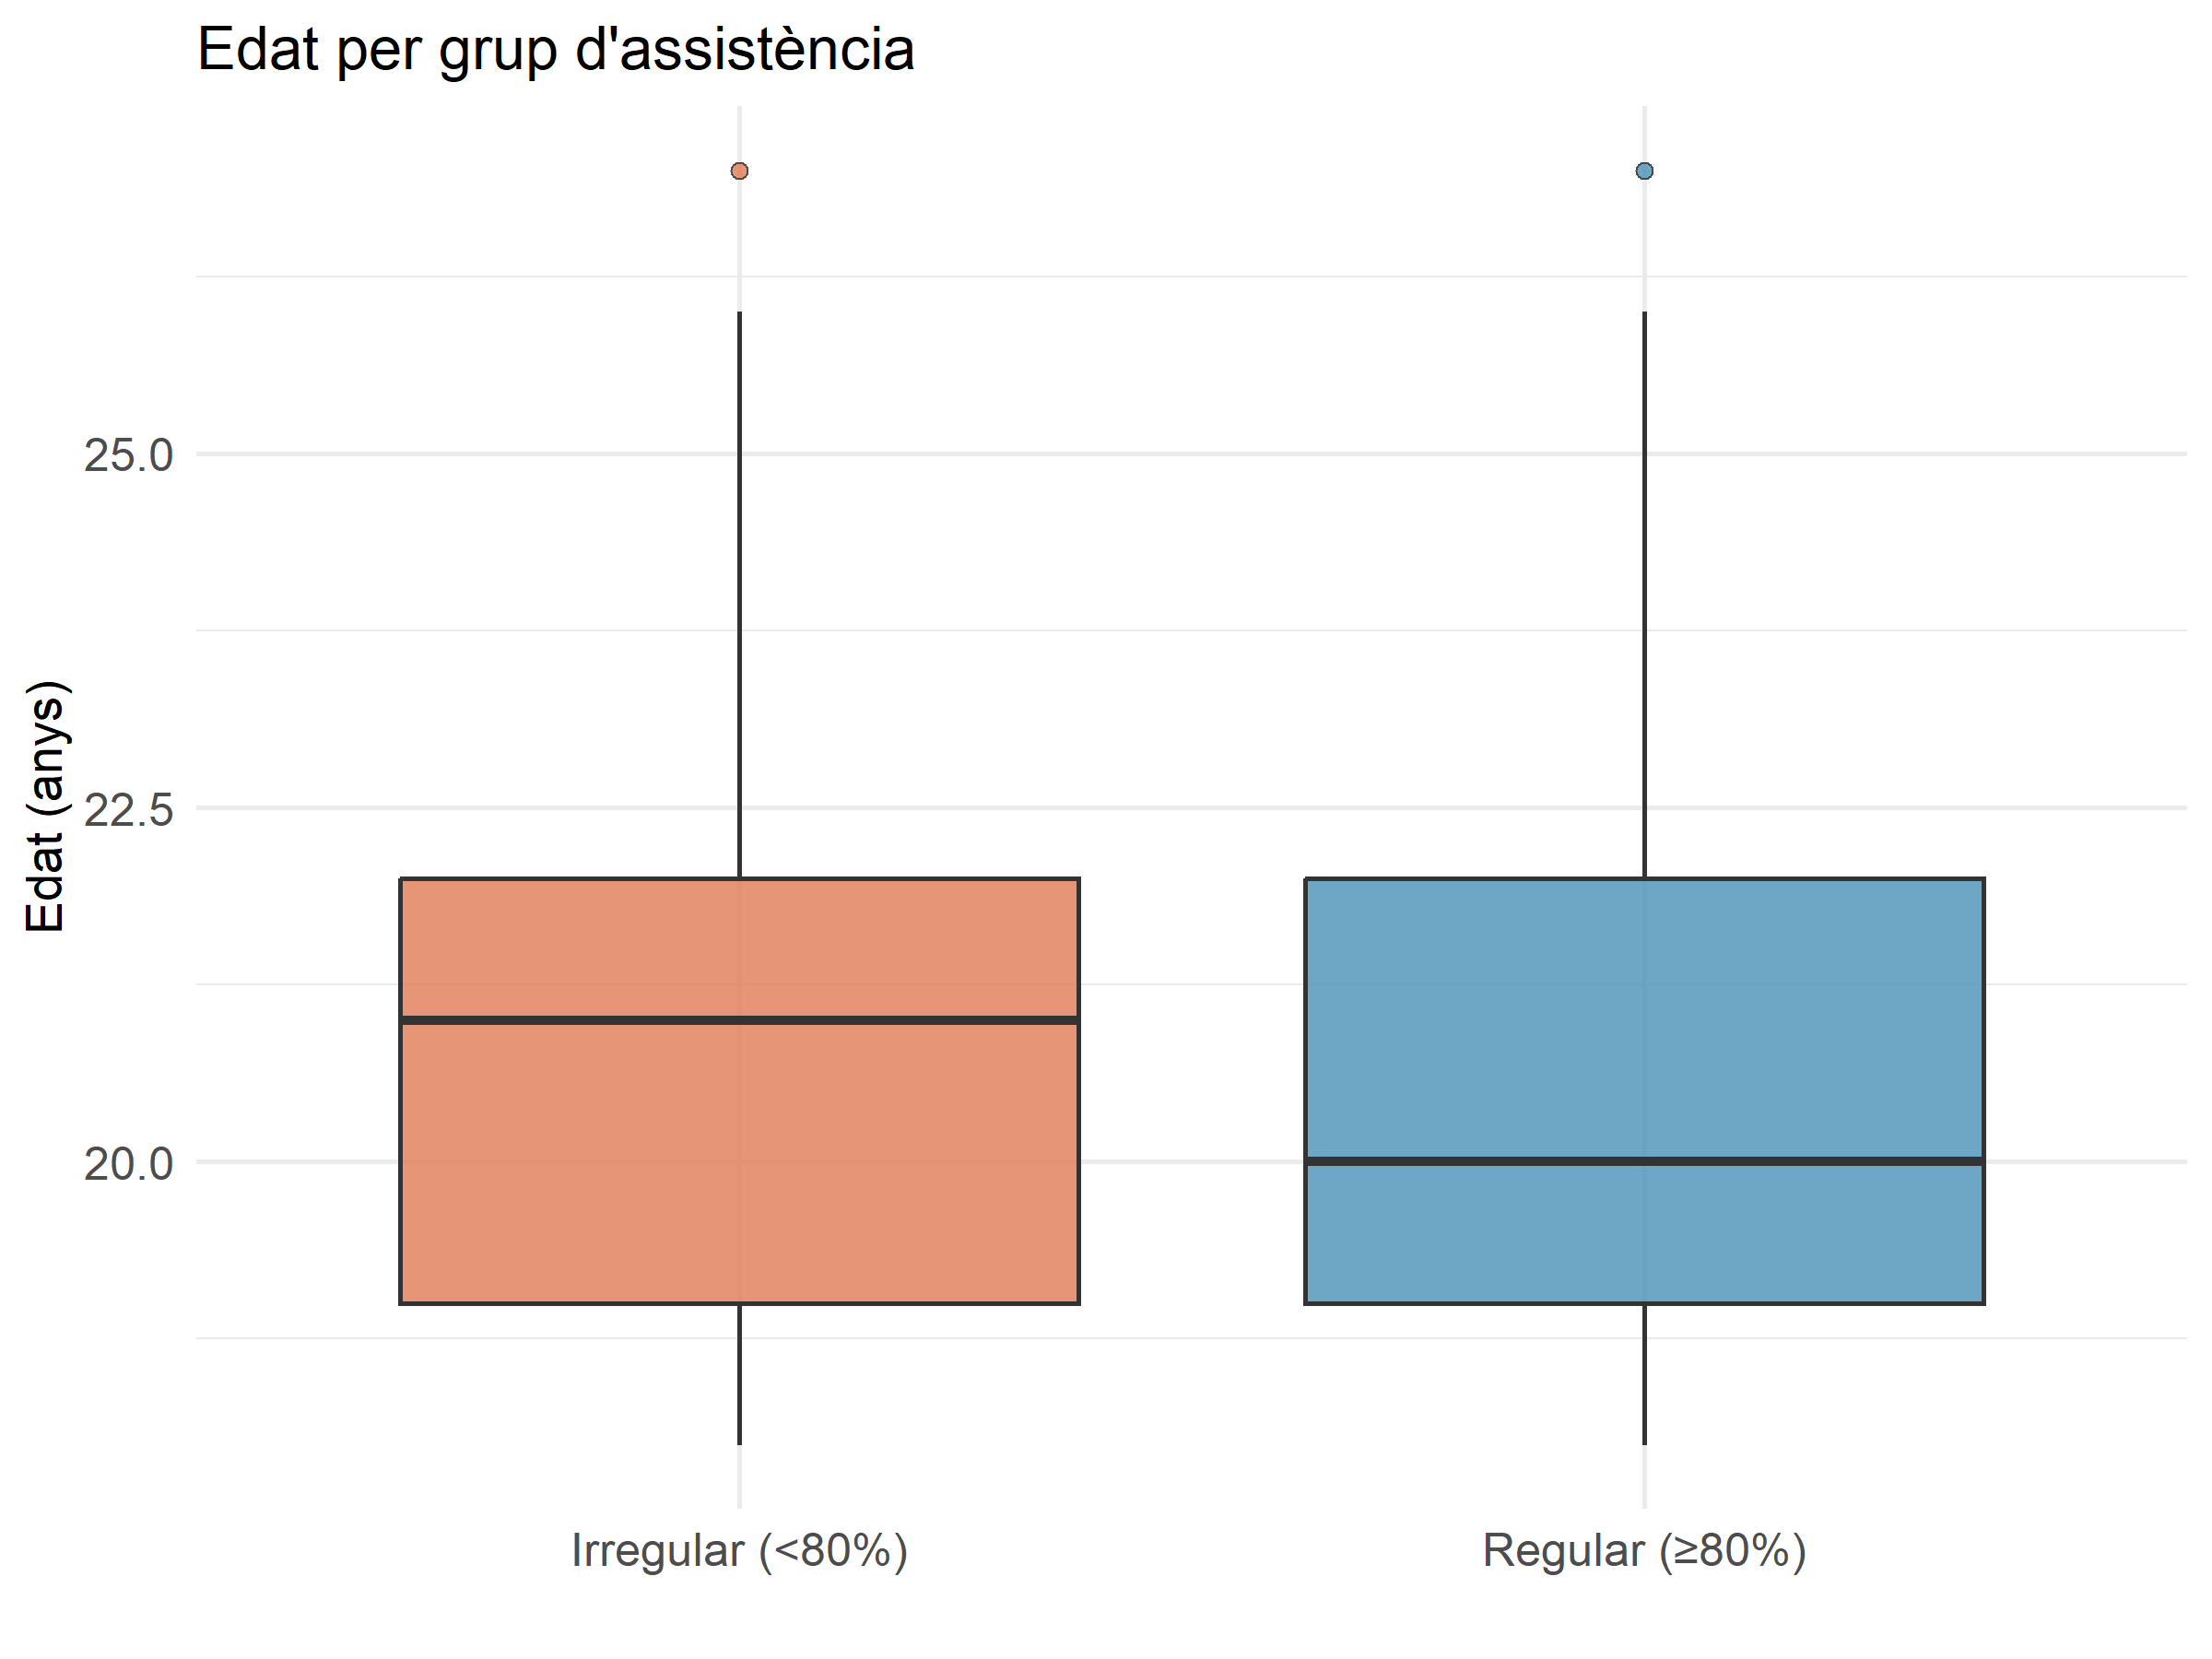 Edat per grup d'assistència
Edat (anys)
25.0
22.5
20.0
Irregular (<80%)
Regular (≥80%)